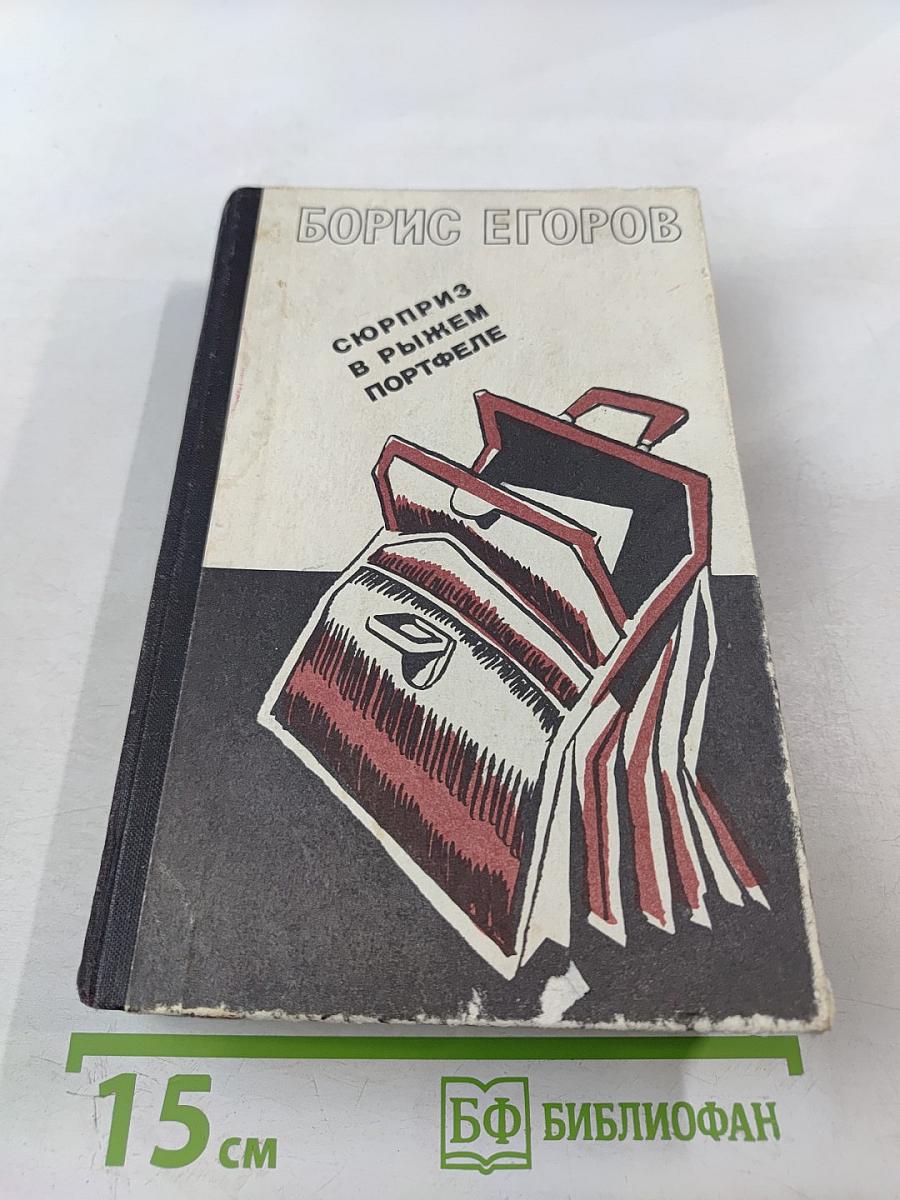 БОРИС ЕГОРОВ
СЮРПРИЗ
В РЫЖЕМ
ПОРТФЕЛЕ
15 см
БФ БИБЛИОФАН